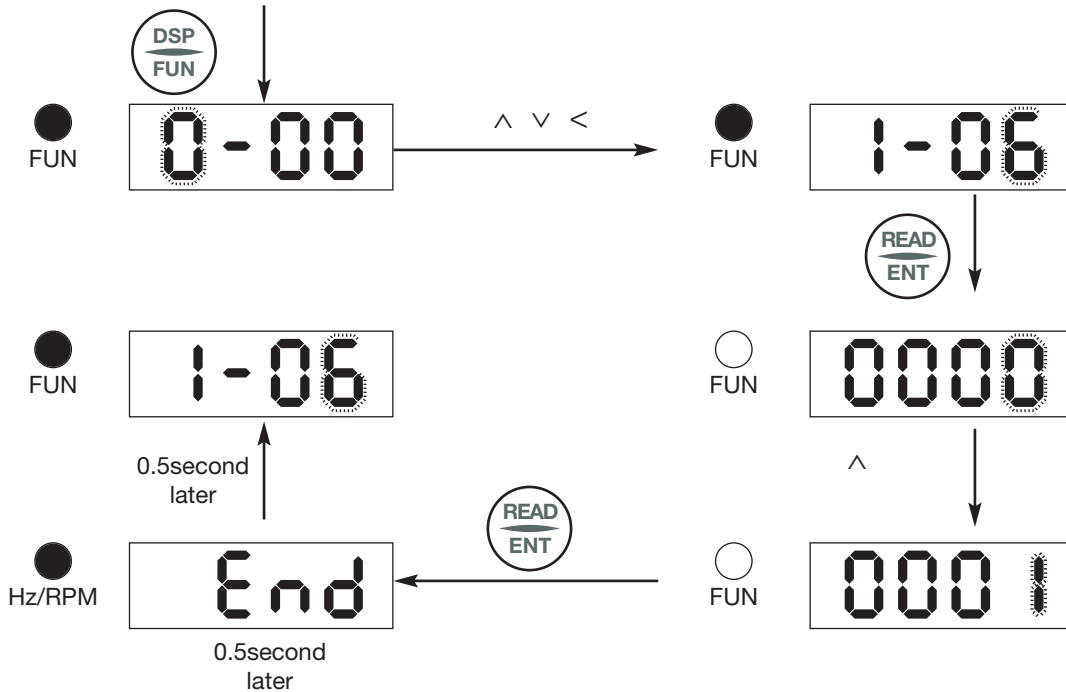 DSP
FUN
FUN
0-00
∧ ∨ <
FUN
1-06
READ
ENT
FUN
1-06
FUN
0000
0.5second
later
∧
READ
ENT
Hz/RPM
End
FUN
0001
0.5second
later